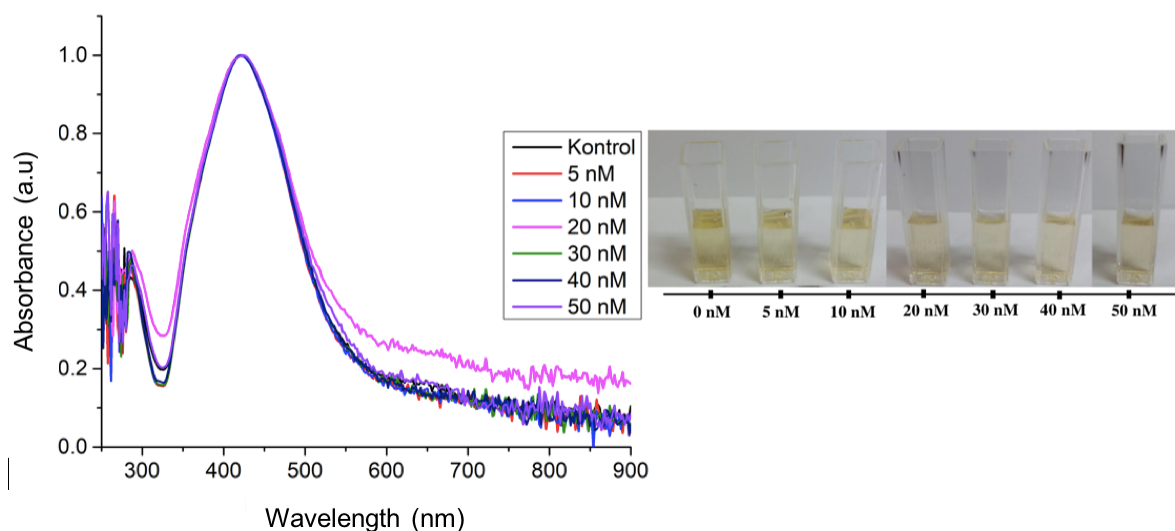 Absorbance (a.u)
1.0
0.8
0.6
0.4
0.2
0.0
300 400 500 600 700 800 900
Wavelength (nm)
Kontrol
5 nM
10 nM
20 nM
30 nM
40 nM
50 nM
0 nM 5 nM 10 nM 20 nM 30 nM 40 nM 50 nM